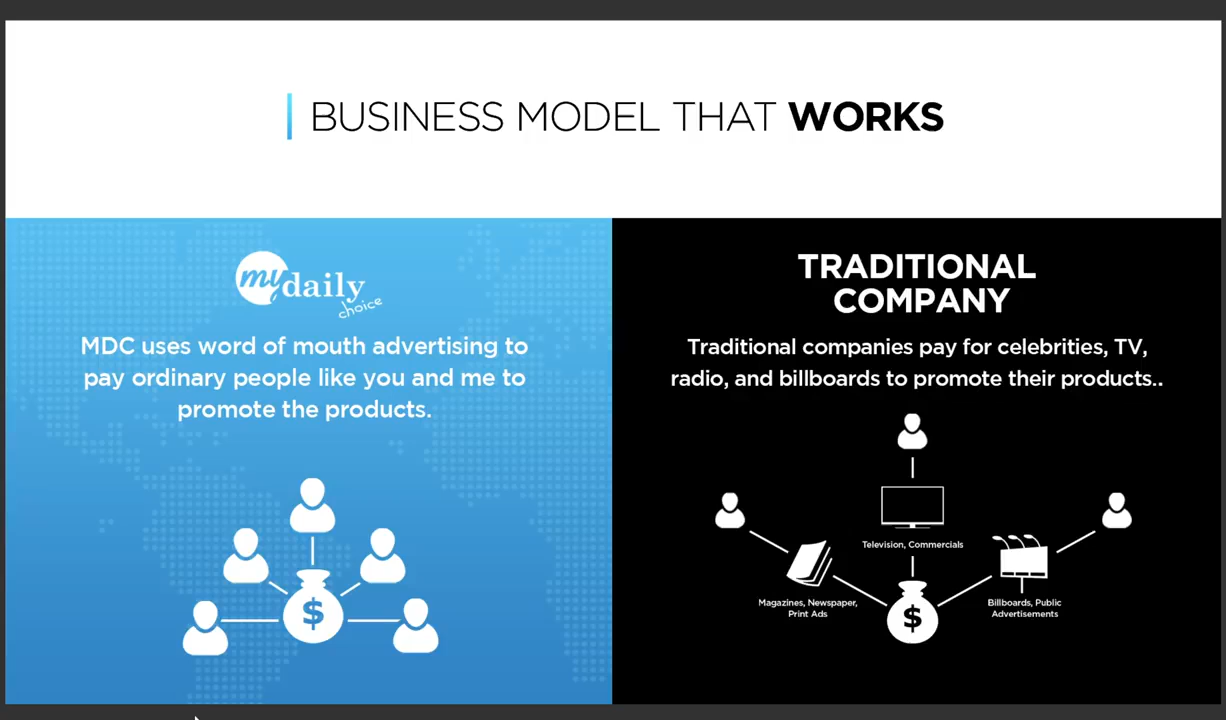 BUSINESS MODEL THAT WORKS
my daily
choice
MDC uses word of mouth advertising to
pay ordinary people like you and me to
promote the products.
$
TRADITIONAL
COMPANY
Traditional companies pay for celebrities, TV,
radio, and billboards to promote their products..
Television, Commercials
Magazines, Newspaper,
Print Ads
Billboards, Public
Advertisements
$